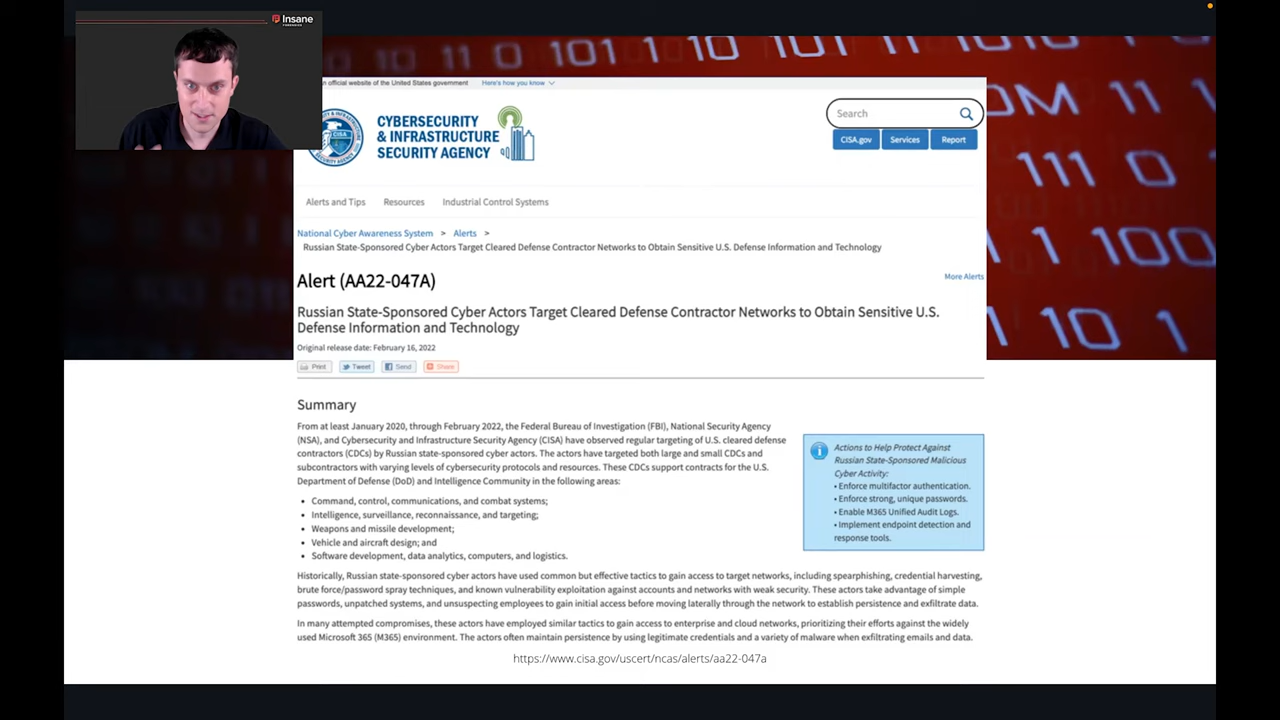 Insane
FORENSICS
n official website of the United States government Here's how you know
CYBERSECURITY
& INFRASTRUCTURE
SECURITY AGENCY
CISA
Search
CISA.gov Services Report
Alerts and Tips Resources Industrial Control Systems
National Cyber Awareness System > Alerts >
Russian State-Sponsored Cyber Actors Target Cleared Defense Contractor Networks to Obtain Sensitive U.S. Defense Information and Technology
Alert (AA22-047A)
More Alerts
Russian State-Sponsored Cyber Actors Target Cleared Defense Contractor Networks to Obtain Sensitive U.S.
Defense Information and Technology
Original release date: February 16, 2022
Print Tweet Send Share
Summary
From at least January 2020, through February 2022, the Federal Bureau of Investigation (FBI), National Security Agency
(NSA), and Cybersecurity and Infrastructure Security Agency (CISA) have observed regular targeting of U.S. cleared defense
contractors (CDCs) by Russian state-sponsored cyber actors. The actors have targeted both large and small CDCs and
subcontractors with varying levels of cybersecurity protocols and resources. These CDCs support contracts for the U.S.
Department of Defense (DoD) and Intelligence Community in the following areas:
• Command, control, communications, and combat systems;
• Intelligence, surveillance, reconnaissance, and targeting;
• Weapons and missile development;
• Vehicle and aircraft design; and
• Software development, data analytics, computers, and logistics.
Actions to Help Protect Against
Russian State-Sponsored Malicious
Cyber Activity:
• Enforce multifactor authentication.
• Enforce strong, unique passwords.
• Enable M365 Unified Audit Logs.
• Implement endpoint detection and
response tools.
Historically, Russian state-sponsored cyber actors have used common but effective tactics to gain access to target networks, including spearphishing, credential harvesting,
brute force/password spray techniques, and known vulnerability exploitation against accounts and networks with weak security. These actors take advantage of simple
passwords, unpatched systems, and unsuspecting employees to gain initial access before moving laterally through the network to establish persistence and exfiltrate data.
In many attempted compromises, these actors have employed similar tactics to gain access to enterprise and cloud networks, prioritizing their efforts against the widely
used Microsoft 365 (M365) environment. The actors often maintain persistence by using legitimate credentials and a variety of malware when exfiltrating emails and data.
https://www.cisa.gov/uscert/ncas/alerts/aa22-047a